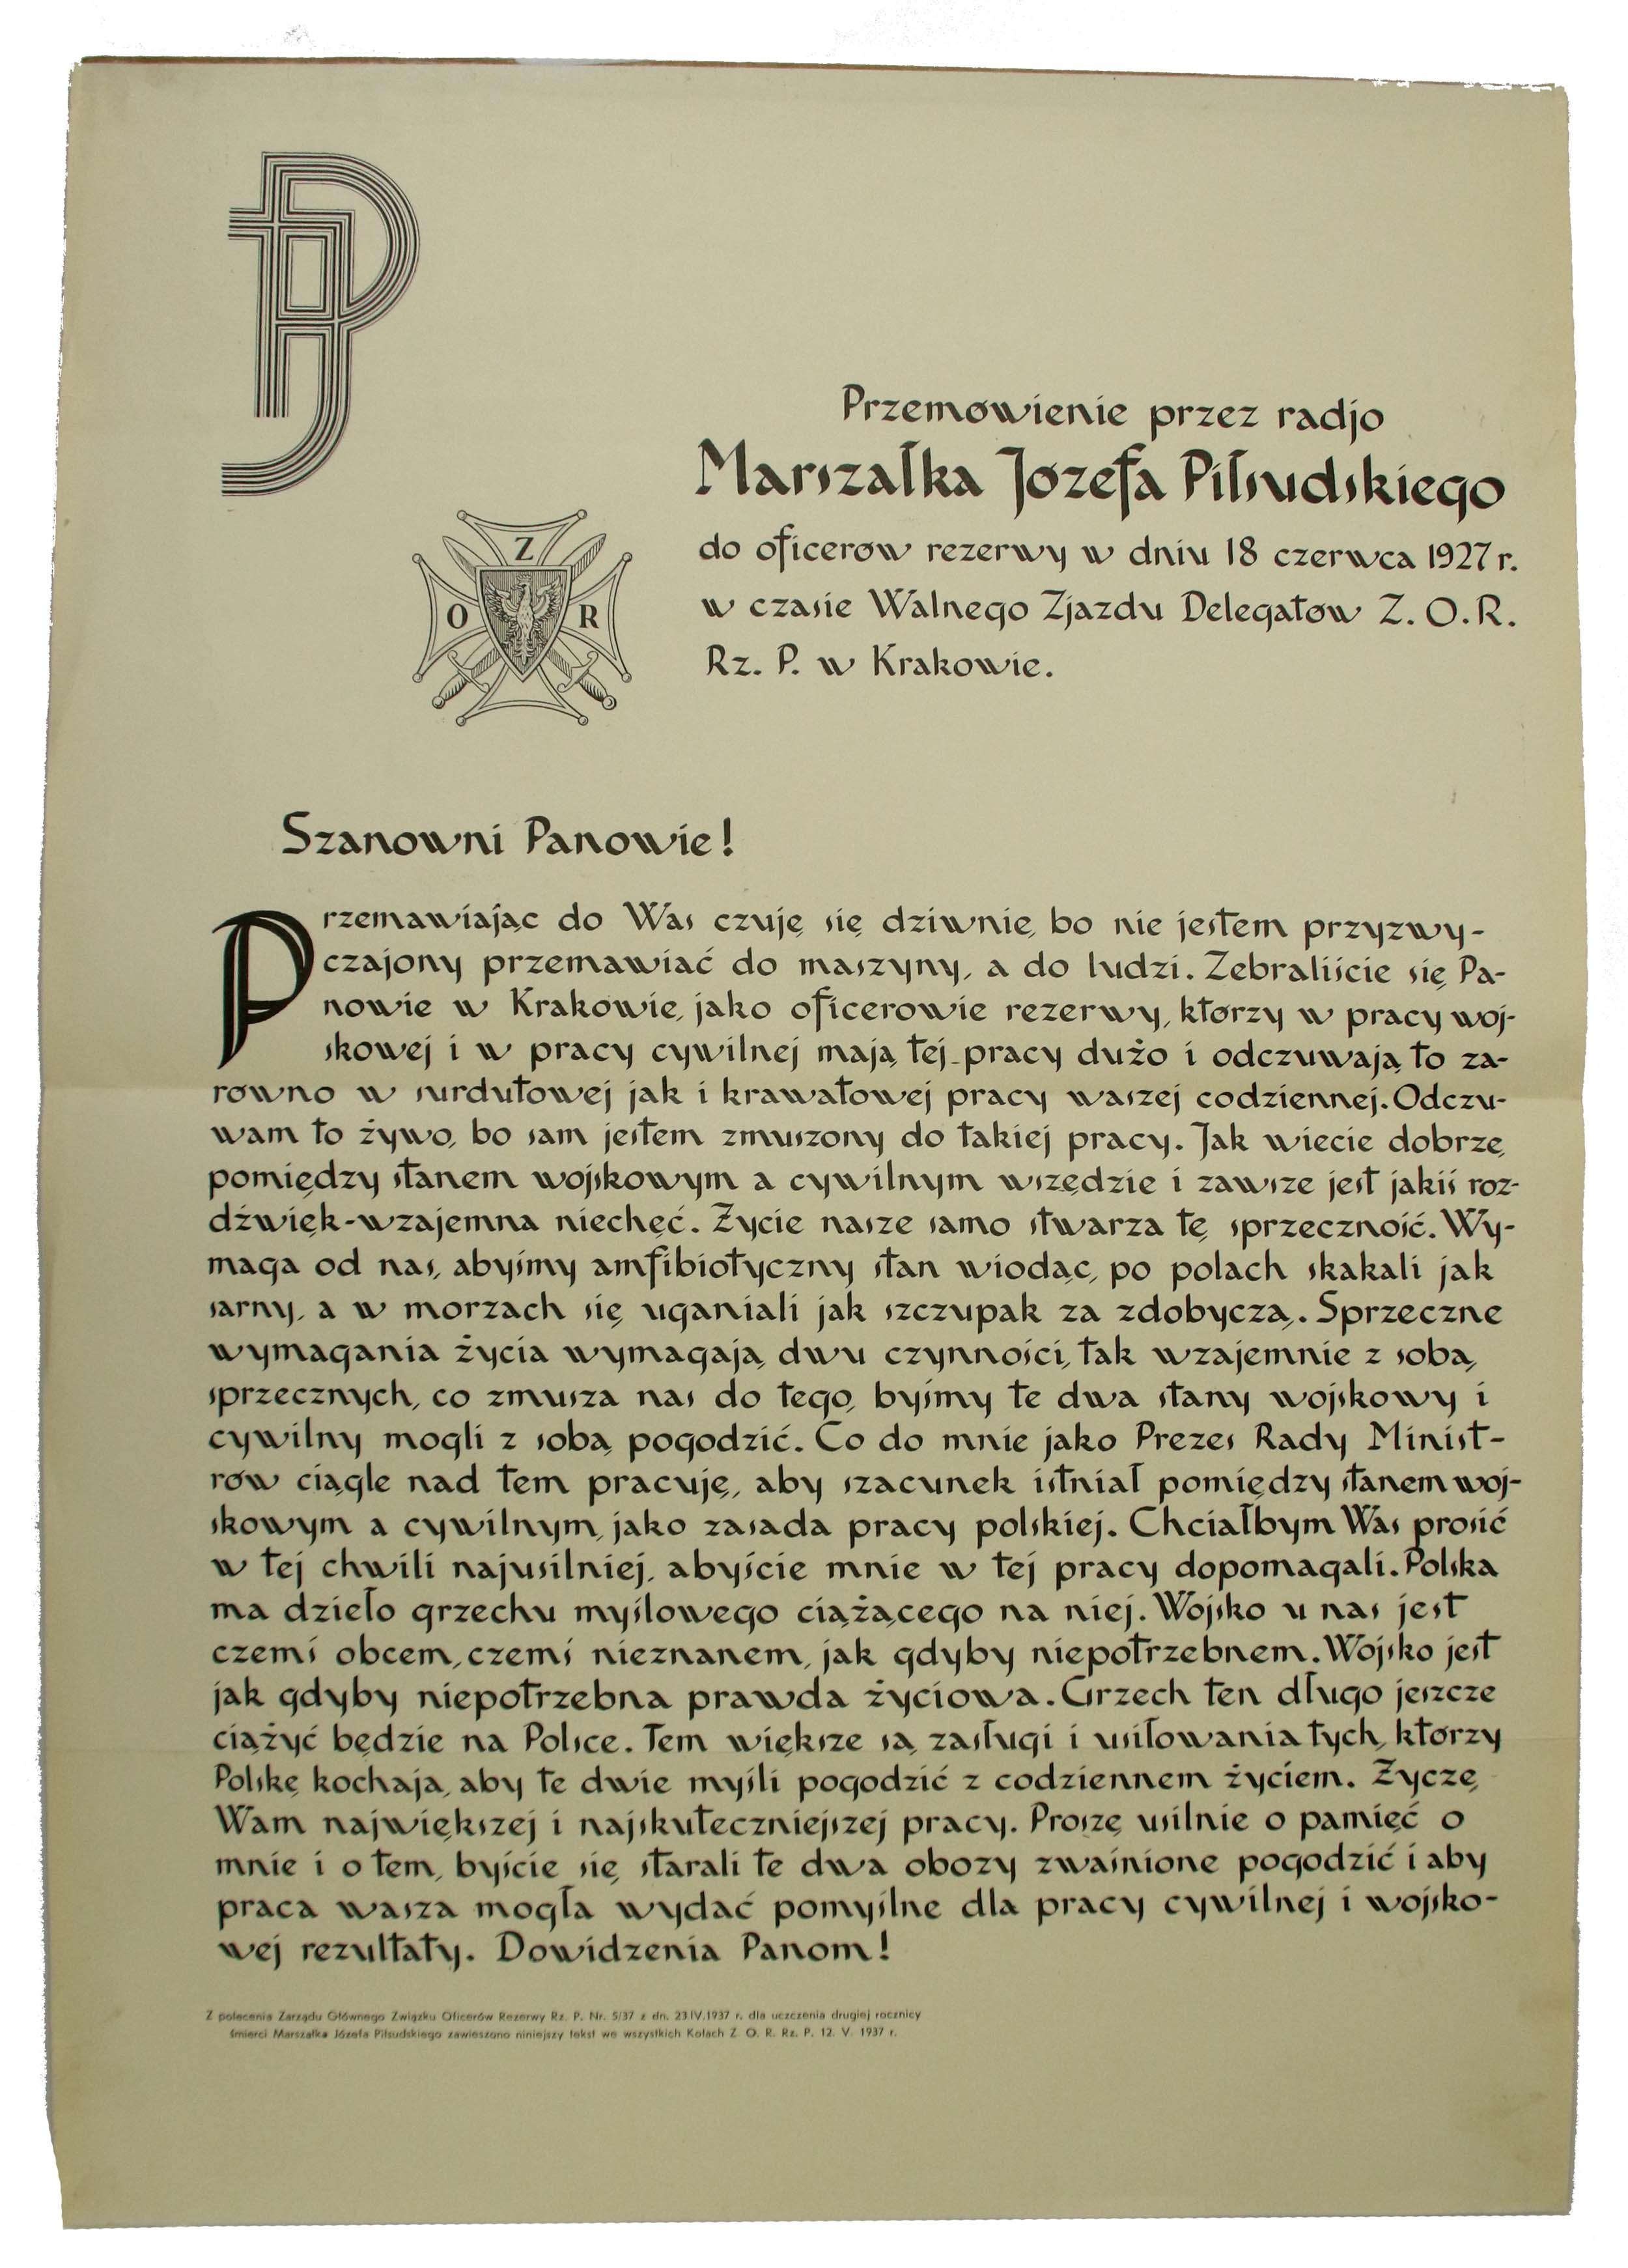 JP
Przemówienie przez radjo
Marszałka Józefa Piłsudskiego
do oficerów rezerwy w dniu 18 czerwca 1927 r.
w czasie Walnego Zjazdu Delegatów Z. O. R.
Rz. P. w Krakowie.
Z
O R
Szanowni Panowie!
Przemawiając do Was czuję się dziwnie, bo nie jestem przyzwy-
czajony przemawiać do maszyny, a do ludzi. Zebraliście się Pa-
nowie w Krakowie, jako oficerowie rezerwy, którzy w pracy woj-
skowej i w pracy cywilnej mają tej pracy dużo i odczuwają to za-
równo w surdutowej jak i krawatowej pracy waszej codziennej. Odczu-
wam to żywo, bo sam jestem zmuszony do takiej pracy. Jak wiecie dobrze,
pomiędzy stanem wojskowym a cywilnym wszędzie i zawsze jest jakiś roz-
dźwięk-wzajemna niechęć. Życie nasze samo stwarza tę sprzeczność. Wy-
maga od nas, abyśmy amfibiotyczny stan wiodąc, po polach skakali jak
sarny, a w morzach się uganiali jak szczupak za zdobyczą. Sprzeczne
wymagania życia wymagają dwu czynności, tak wzajemnie z sobą
sprzecznych, co zmusza nas do tego, byśmy te dwa stany wojskowy i
cywilny mogli z sobą pogodzić. Co do mnie jako Prezes Rady Minist-
rów ciągle nad tem pracuję, aby szacunek istniał pomiędzy stanem woj-
skowym a cywilnym, jako zasada pracy polskiej. Chciałbym Was prosić
w tej chwili najusilniej, abyście mnie w tej pracy dopomagali. Polska
ma dzieło grzechu myślowego ciążącego na niej. Wojsko u nas jest
czemś obcem, czemś nieznanem, jak gdyby niepotrzebnem. Wojsko jest
jak gdyby niepotrzebna prawda życiowa. Grzech ten długo jeszcze
ciążyć będzie na Polsce. Tem większe są zasługi i usiłowania tych, którzy
Polskę kochają, aby te dwie myśli pogodzić z codziennem życiem. Życzę
Wam największej i najskuteczniejszej pracy. Proszę usilnie o pamięć o
mnie i o tem, byście się starali te dwa obozy zwaśnione pogodzić i aby
praca wasza mogła wydać pomyślne dla pracy cywilnej i wojsko-
wej rezultaty. Dowidzenia Panom!
Z polecenia Zarządu Głównego Związku Oficerów Rezerwy Rz. P. Nr. 5/37 z dn. 23 IV.1937 r. dla uczczenia drugiej rocznicy
śmierci Marszałka Józefa Piłsudskiego zawieszono niniejszy tekst we wszystkich Kołach Z. O. R. Rz. P. 12. V. 1937 r.